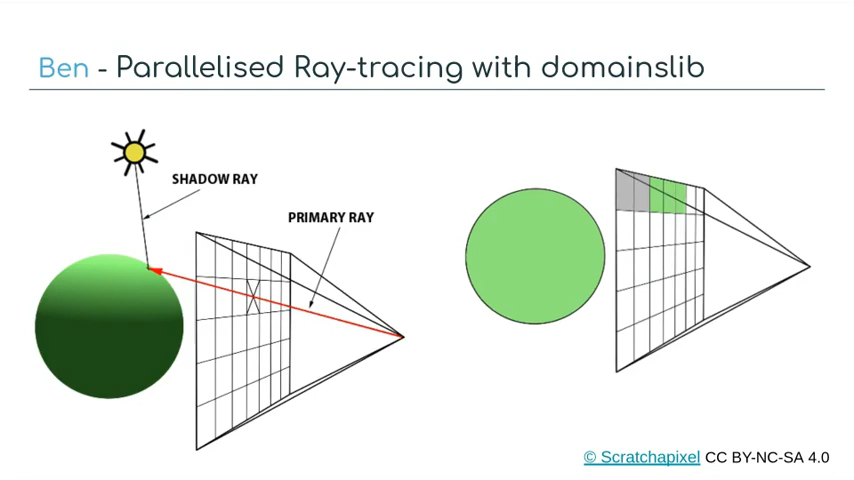 Ben - Parallelised Ray-tracing with domainslib
SHADOW RAY
PRIMARY RAY
© Scratchapixel CC BY-NC-SA 4.0